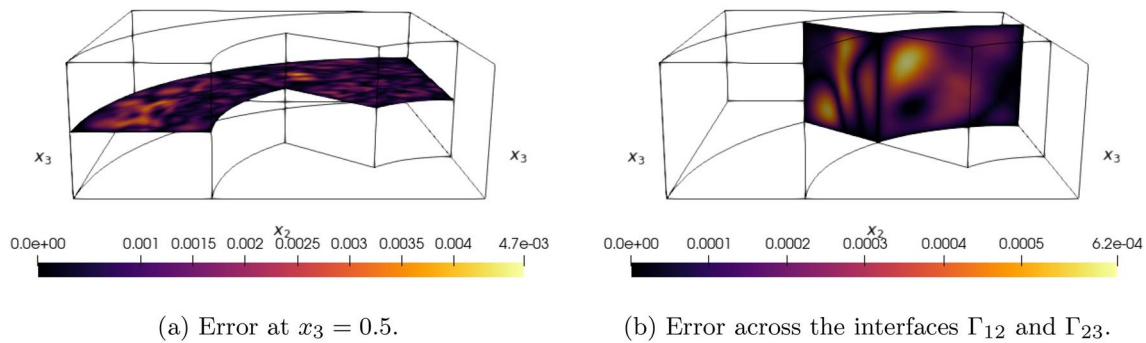 x₃
x₃
x₂
0.0e+00 0.001 0.0015 0.002 0.0025 0.003 0.0035 0.004 4.7e-03
(a) Error at x₃ = 0.5.
x₃
x₃
x₂
0.0e+00 0.0001 0.0002 0.0003 0.0004 0.0005 6.2e-04
(b) Error across the interfaces Γ₁₂ and Γ₂₃.